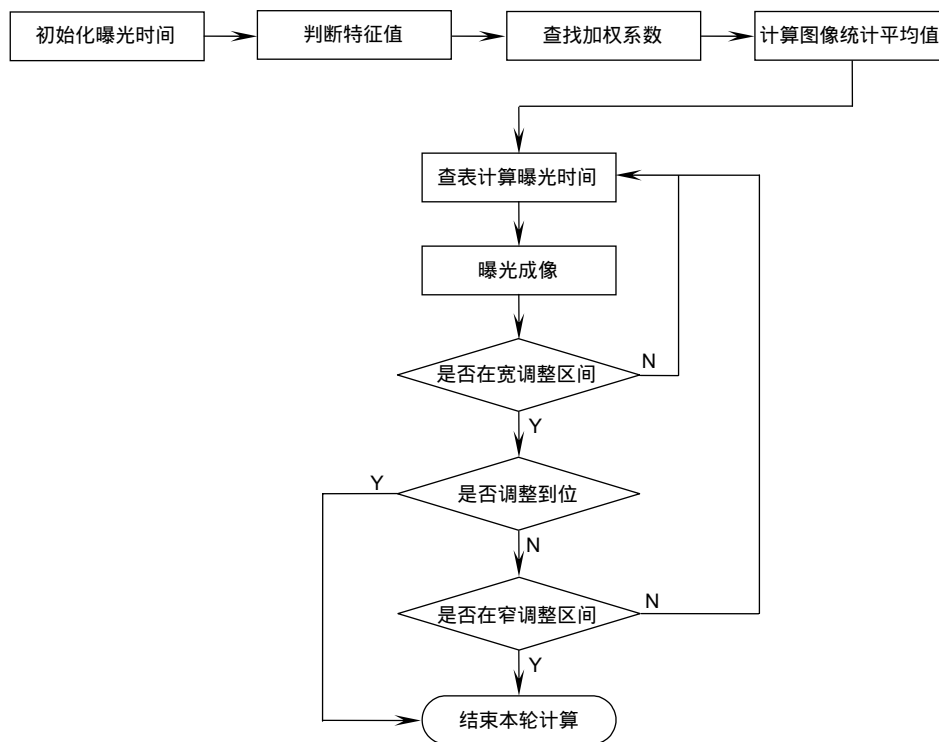 初始化曝光时间
判断特征值
查找加权系数
计算图像统计平均值
查表计算曝光时间
曝光成像
是否在宽调整区间
N
Y
是否调整到位
Y
N
是否在窄调整区间
N
Y
结束本轮计算